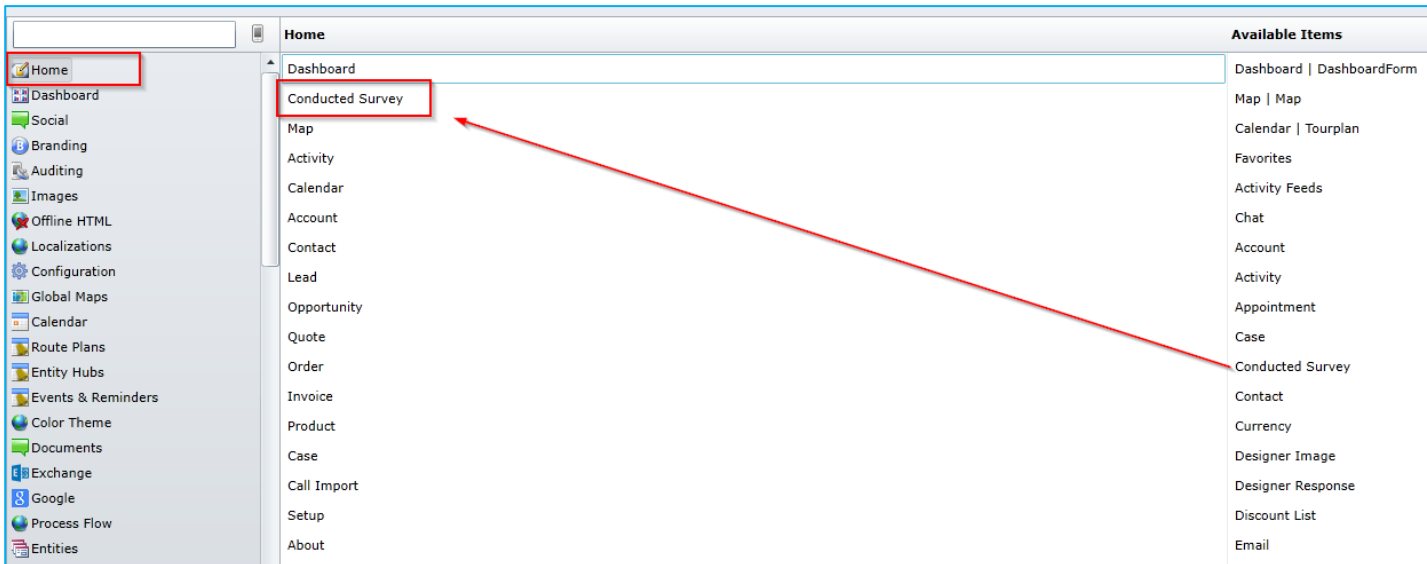 Home Available Items
Home Dashboard Dashboard | DashboardForm
Dashboard Conducted Survey Map | Map
Social Map Calendar | Tourplan
Branding Activity Favorites
Auditing Calendar Activity Feeds
Images Account Chat
Offline HTML Contact Account
Localizations Lead Activity
Configuration Opportunity Appointment
Global Maps Quote Case
Calendar Order Conducted Survey
Route Plans Invoice Contact
Entity Hubs Product Currency
Events & Reminders Case Designer Image
Color Theme Call Import Designer Response
Documents Setup Discount List
Exchange About Email
Google
Process Flow
Entities